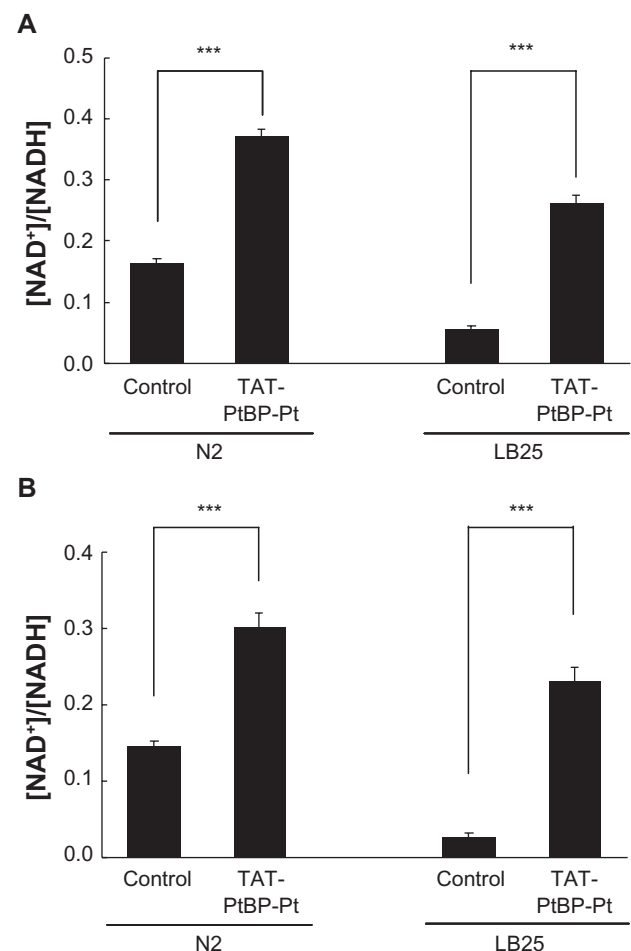 A
***
***
[NAD⁺]/[NADH]
0.5
0.4
0.3
0.2
0.1
0.0
Control
TAT-
PtBP-Pt
Control
TAT-
PtBP-Pt
N2
LB25
B
***
***
[NAD⁺]/[NADH]
0.4
0.3
0.2
0.1
0.0
Control
TAT-
PtBP-Pt
Control
TAT-
PtBP-Pt
N2
LB25